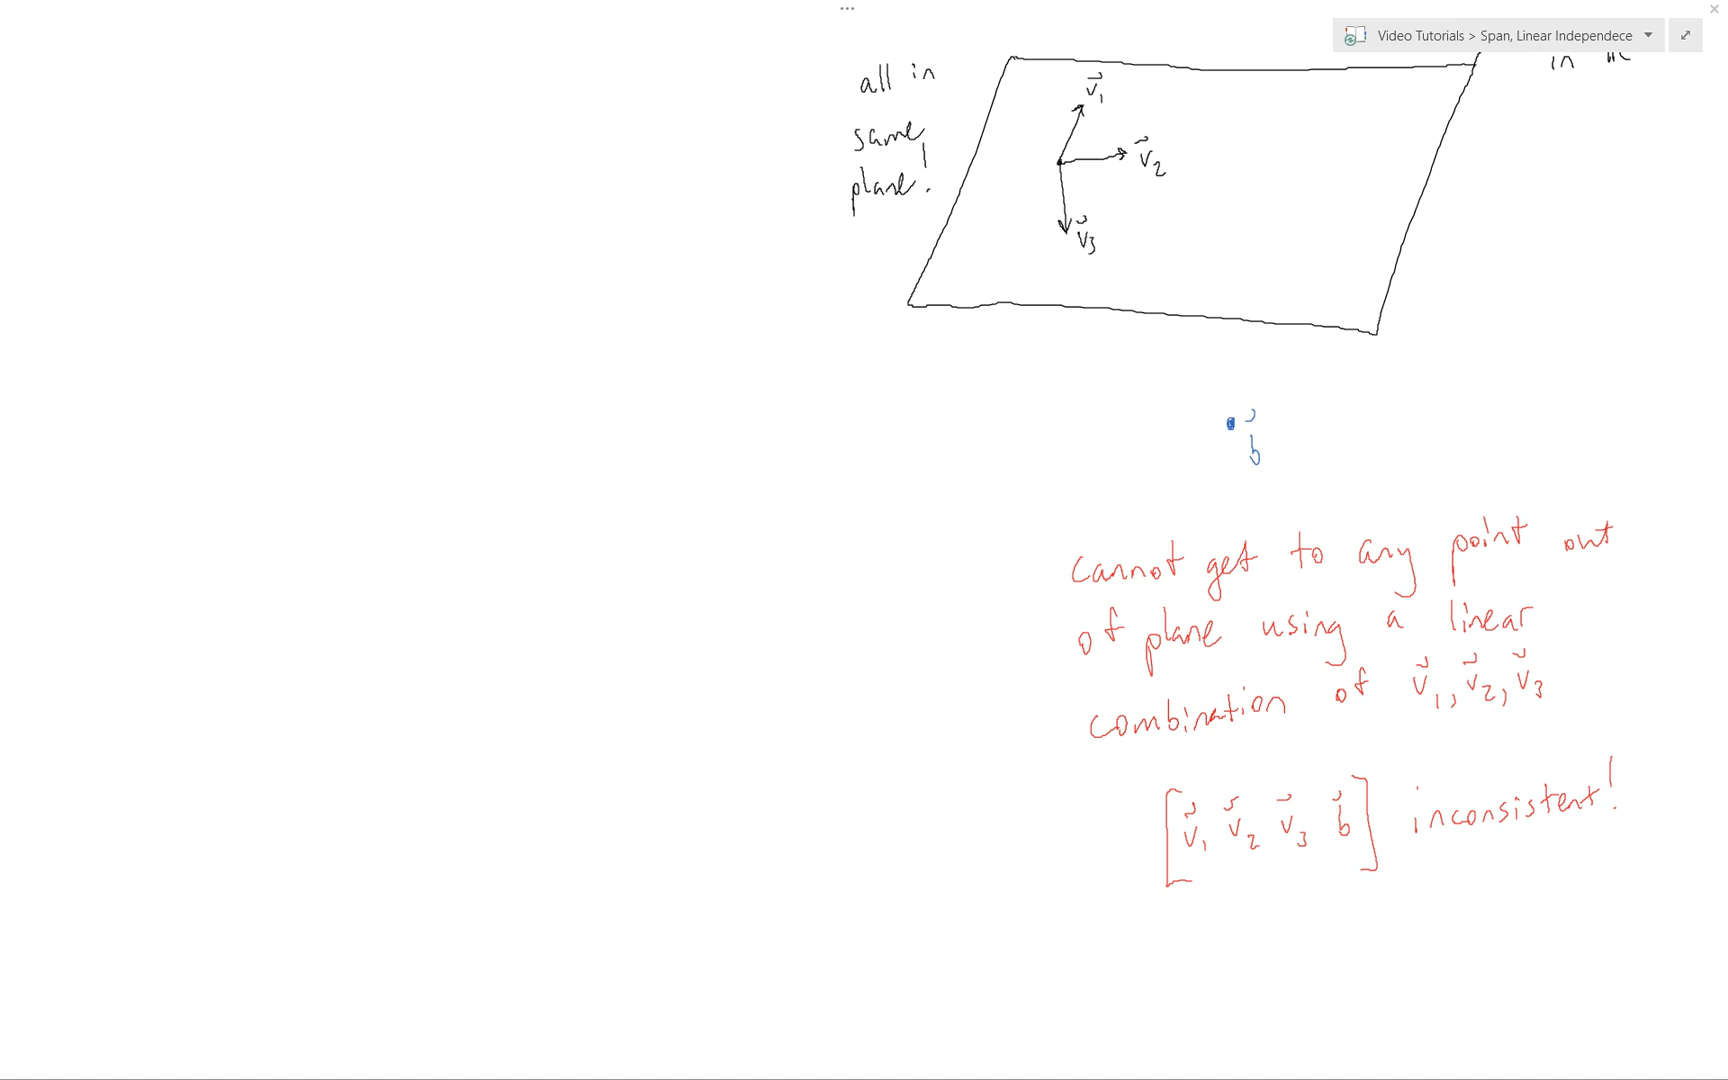 Video Tutorials > Span, Linear Independece
all in
same
plane!
in
v⃗₁
v⃗₂
v⃗₃
b⃗
cannot get to any point out
of plane using a linear
combination of v⃗₁, v⃗₂, v⃗₃
[v⃗₁ v⃗₂ v⃗₃ b⃗] inconsistent!